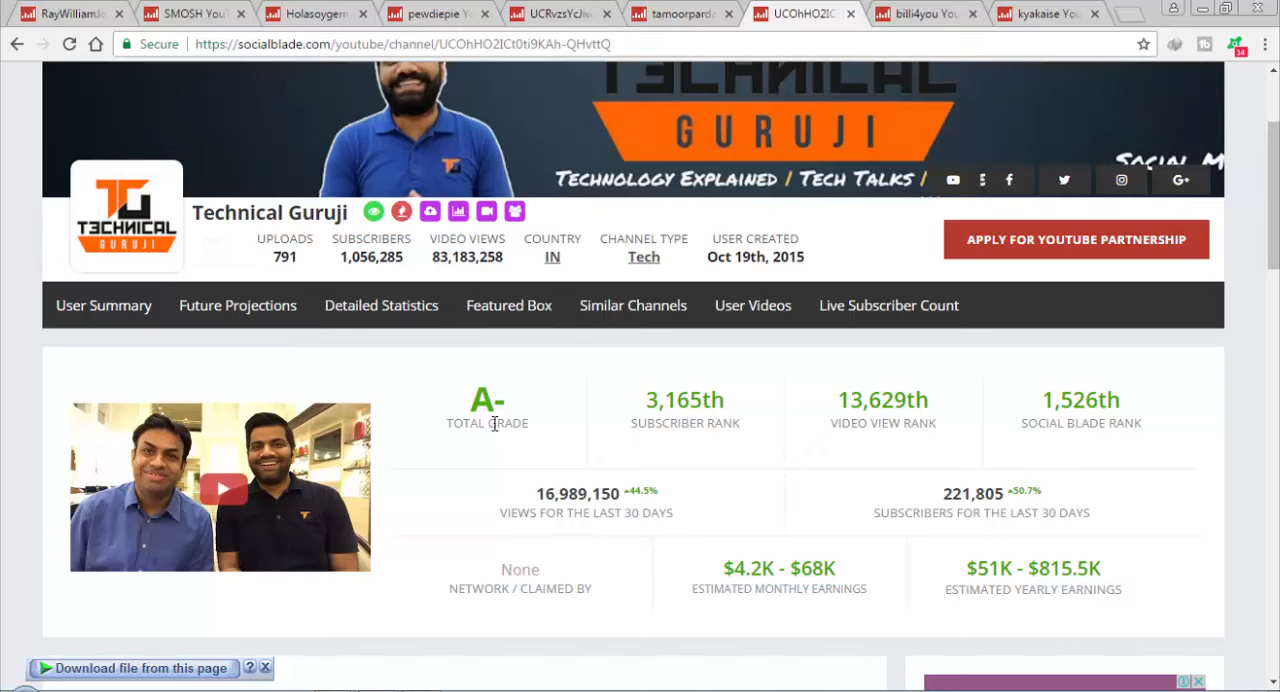 RayWilliamJ
SMOSH YouT
Holasoygerm
pewdiepie Y
UCRvzsYcJiw
tamoorparda
UCOhHO2IC
billi4you You
kyakaise You
Secure https://socialblade.com/youtube/channel/UCOhHO2ICt0ti9KAh-QHvttQ
34
TECHNICAL
GURUJI
TECHNOLOGY EXPLAINED / TECH TALKS / SOCIAL M
TU
TECHNICAL
GURUJI
Technical Guruji
UPLOADS SUBSCRIBERS VIDEO VIEWS COUNTRY CHANNEL TYPE USER CREATED
791 1,056,285 83,183,258 IN Tech Oct 19th, 2015
APPLY FOR YOUTUBE PARTNERSHIP
User Summary Future Projections Detailed Statistics Featured Box Similar Channels User Videos Live Subscriber Count
A- 3,165th 13,629th 1,526th
TOTAL GRADE SUBSCRIBER RANK VIDEO VIEW RANK SOCIAL BLADE RANK
16,989,150 44.5% 221,805 50.7%
VIEWS FOR THE LAST 30 DAYS SUBSCRIBERS FOR THE LAST 30 DAYS
None $4.2K - $68K $51K - $815.5K
NETWORK / CLAIMED BY ESTIMATED MONTHLY EARNINGS ESTIMATED YEARLY EARNINGS
Download file from this page ?